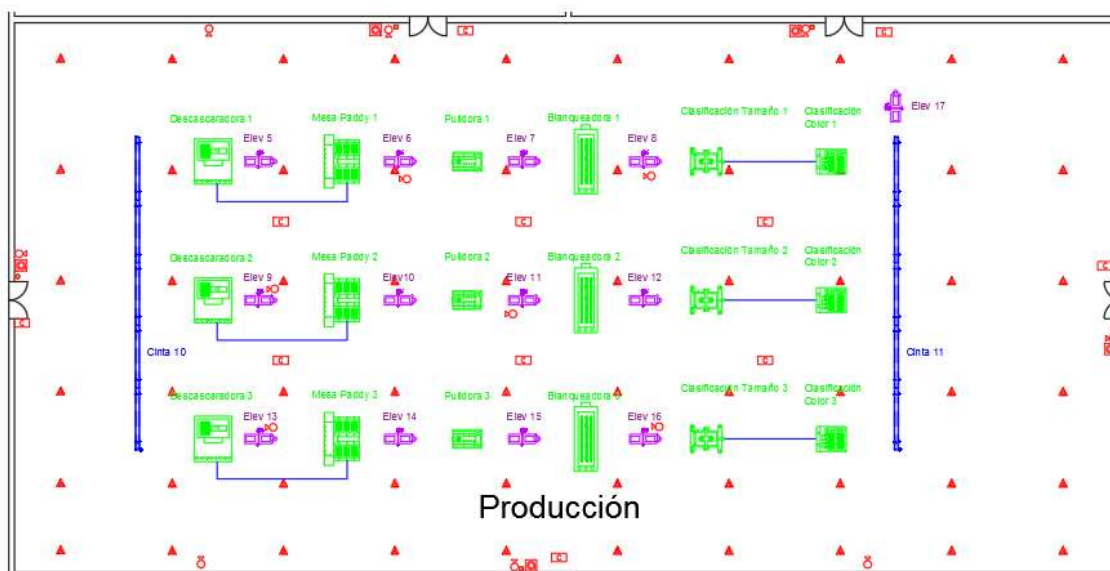 Elev 17
Descascaradora 1
Mesa Paddy 1
Pulidora 1
Blanqueadora 1
Clasificación Tamaño 1
Clasificación
Color 1
Elev 5
Elev 6
Elev 7
Elev 8
C
C
C
C
C
Descascaradora 2
Mesa Paddy 2
Pulidora 2
Blanqueadora 2
Clasificación Tamaño 2
Clasificación
Color 2
Elev 9
Elev10
Elev 11
Elev 12
C
C
Cinta 10
Cinta 11
C
C
C
Descascaradora 3
Mesa Paddy 3
Pulidora 3
Blanqueadora 3
Clasificación Tamaño 3
Clasificación
Color 3
Elev 13
Elev 14
Elev 15
Elev 16
Producción
C